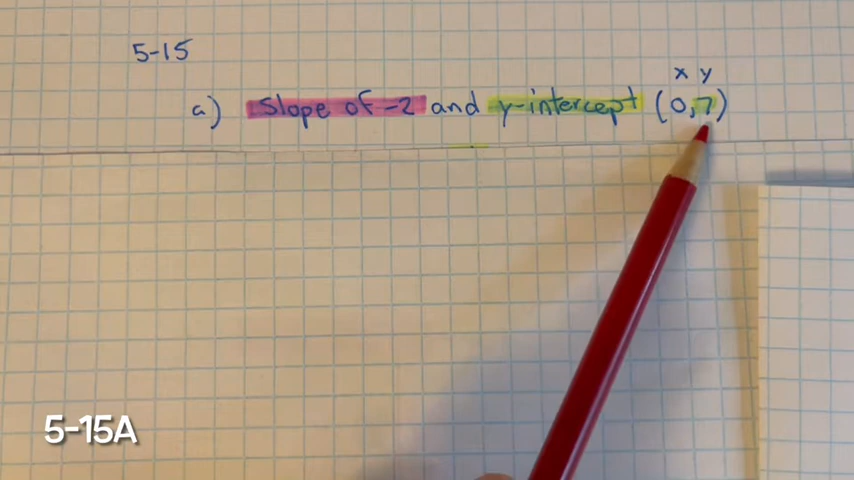 5-15
x y
a) Slope of -2 and y-intercept (0,7)
5-15A